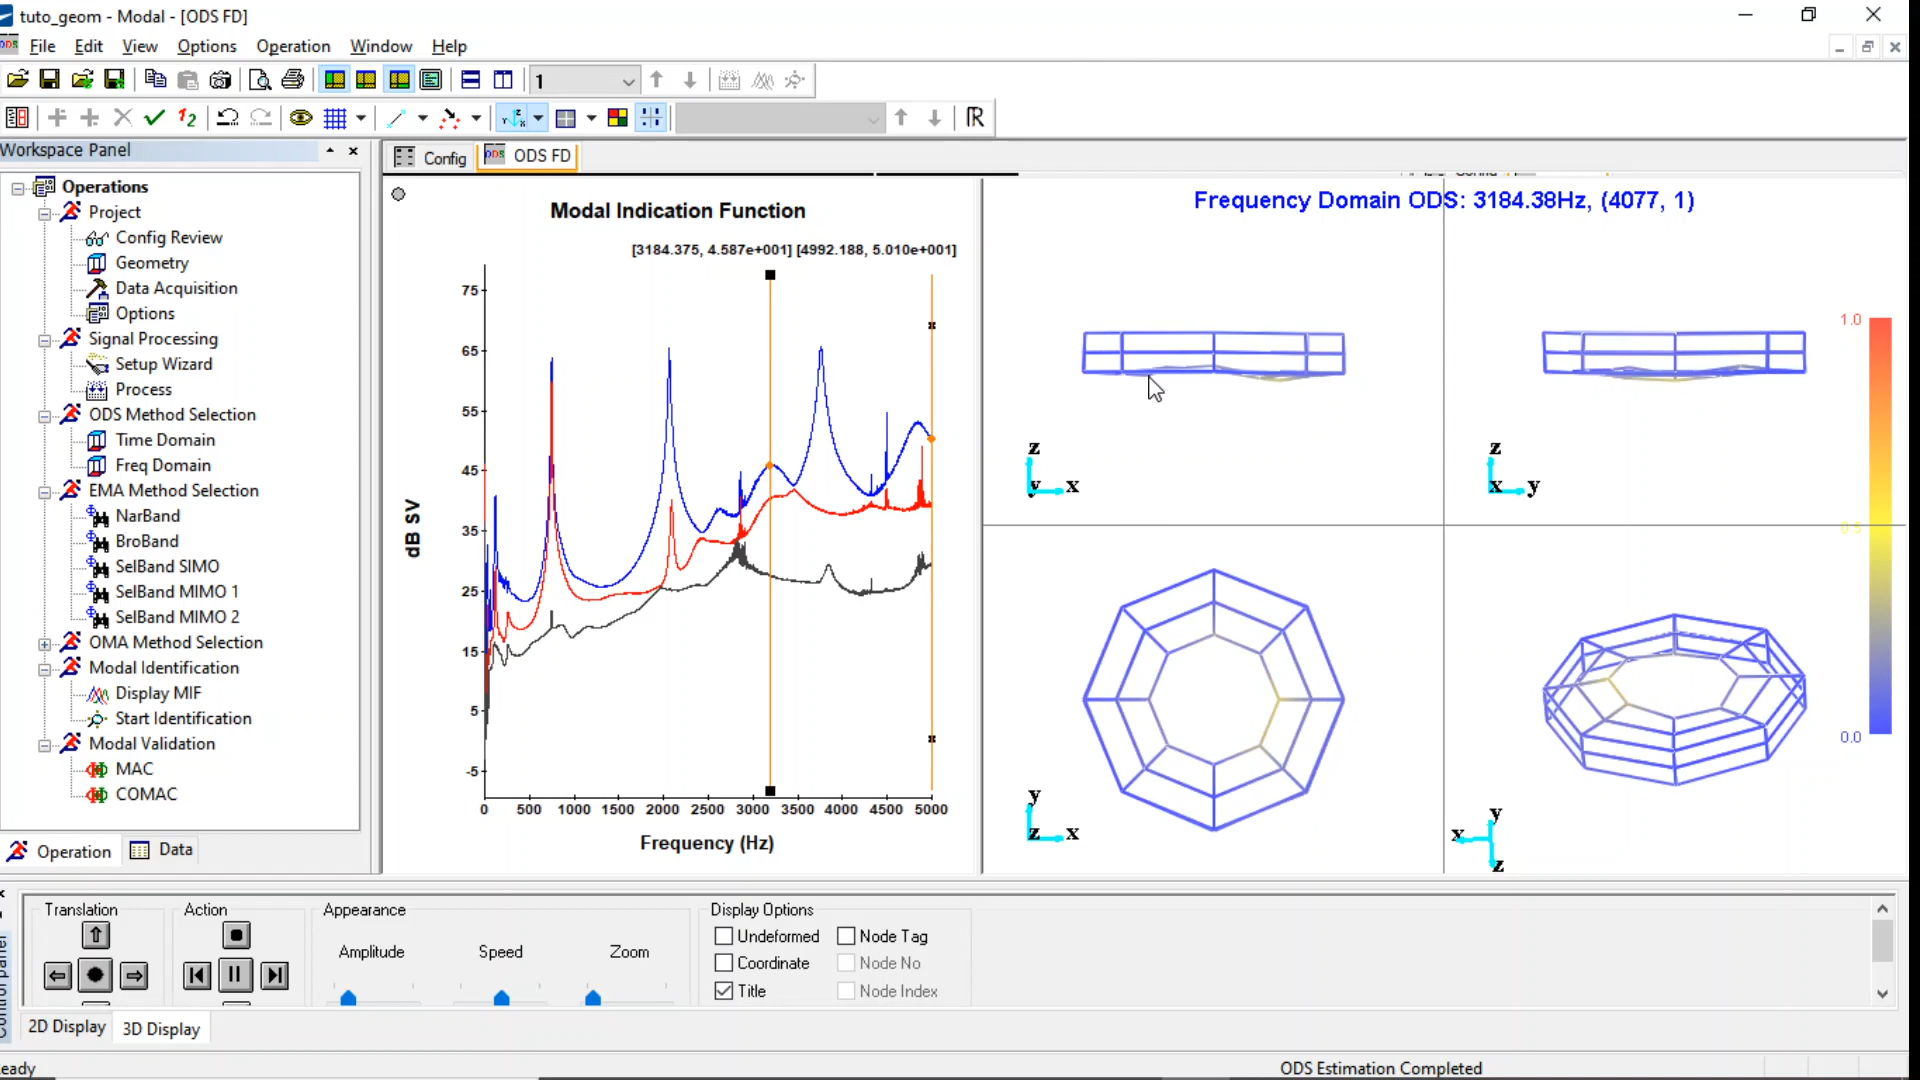 tuto_geom - Modal - [ODS FD]
ODS File Edit View Options Operation Window Help
1
Workspace Panel
Config ODS FD
Operations
Project
Config Review
Geometry
Data Acquisition
Options
Signal Processing
Setup Wizard
Process
ODS Method Selection
Time Domain
Freq Domain
EMA Method Selection
NarBand
BroBand
SelBand SIMO
SelBand MIMO 1
SelBand MIMO 2
OMA Method Selection
Modal Identification
Display MIF
Start Identification
Modal Validation
MAC
COMAC
Operation Data
Modal Indication Function
[3184.375, 4.587e+001] [4992.188, 5.010e+001]
75
65
55
45
35
25
15
5
-5
dB SV
0 500 1000 1500 2000 2500 3000 3500 4000 4500 5000
Frequency (Hz)
Frequency Domain ODS: 3184.38Hz, (4077, 1)
z
y x
z
x y
y
z x
y
x
z
1.0
0.5
0.0
Control panel
Translation Action Appearance Display Options
Amplitude Speed Zoom
Undeformed Node Tag
Coordinate Node No
Title Node Index
2D Display 3D Display
eady ODS Estimation Completed